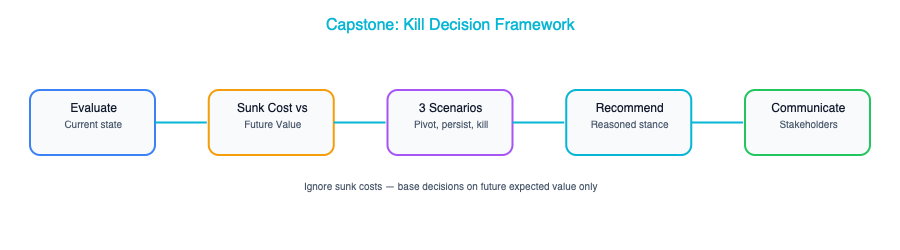 Capstone: Kill Decision Framework
Evaluate
Current state
Sunk Cost vs
Future Value
3 Scenarios
Pivot, persist, kill
Recommend
Reasoned stance
Communicate
Stakeholders
Ignore sunk costs — base decisions on future expected value only